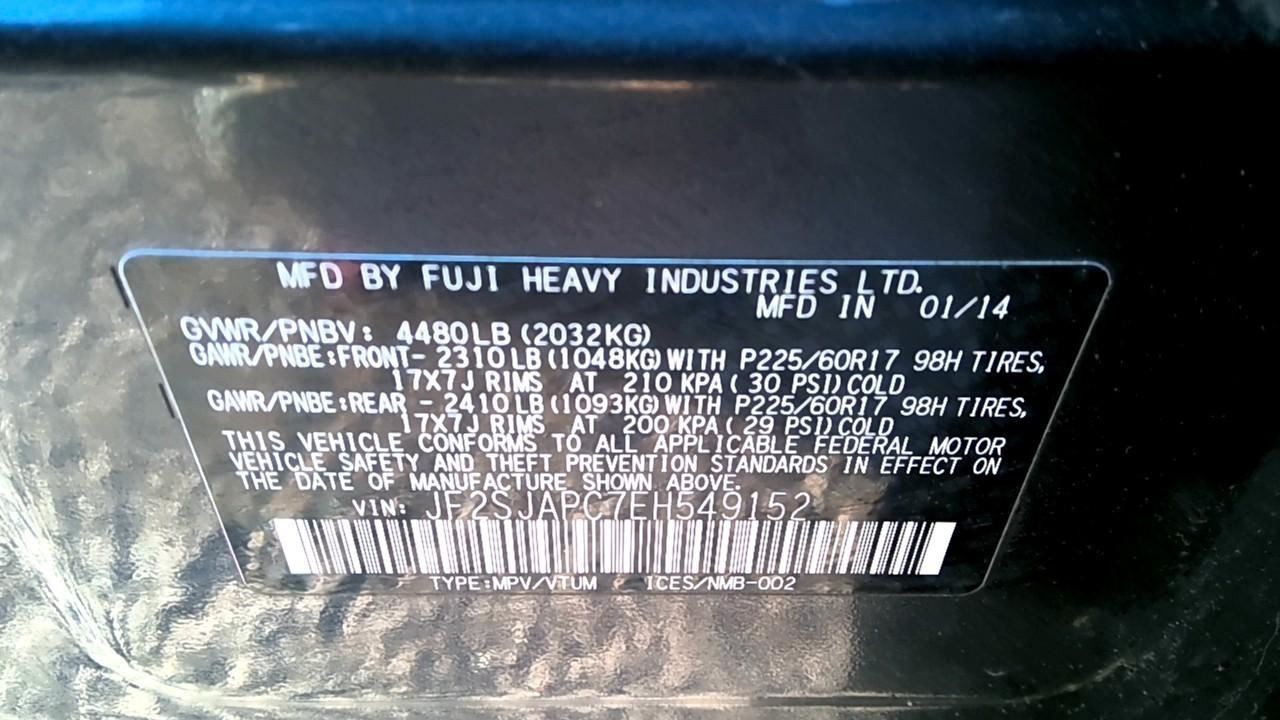 MFD BY FUJI HEAVY INDUSTRIES LTD.
MFD IN 01/14
GVWR/PNBV: 4480LB (2032KG)
GAWR/PNBE:FRONT- 2310LB (1048KG) WITH P225/60R17 98H TIRES,
17X7J RIMS AT 210 KPA (30 PSI) COLD
GAWR/PNBE:REAR - 2410LB (1093KG) WITH P225/60R17 98H TIRES,
17X7J RIMS AT 200 KPA (29 PSI) COLD
THIS VEHICLE CONFORMS TO ALL APPLICABLE FEDERAL MOTOR
VEHICLE SAFETY AND THEFT PREVENTION STANDARDS IN EFFECT ON
THE DATE OF MANUFACTURE SHOWN ABOVE.
VIN: JF2SJAPC7EH549152
TYPE:MPV/VTUM ICES/NMB-002